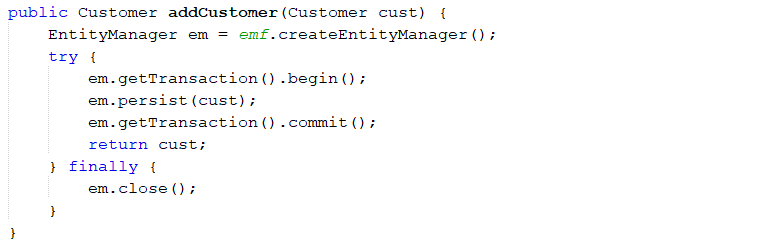 public Customer addCustomer(Customer cust) {
    EntityManager em = emf.createEntityManager();
    try {
        em.getTransaction().begin();
        em.persist(cust);
        em.getTransaction().commit();
        return cust;
    } finally {
        em.close();
    }
}